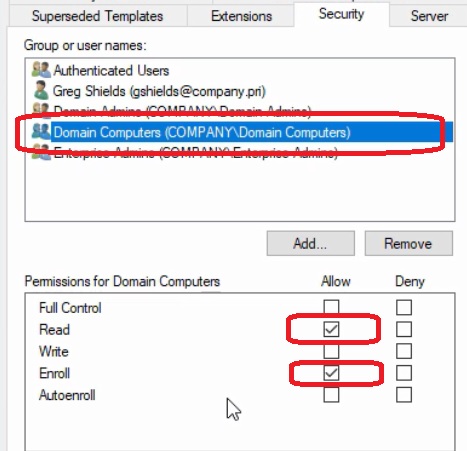 Superseded Templates Extensions Security Server
Group or user names:
Authenticated Users
Greg Shields (gshields@company.pri)
Domain Admins (COMPANY\Domain Admins)
Domain Computers (COMPANY\Domain Computers)
Enterprise Admins (COMPANY\Enterprise Admins)
Add... Remove
Permissions for Domain Computers Allow Deny
Full Control
Read
Write
Enroll
Autoenroll